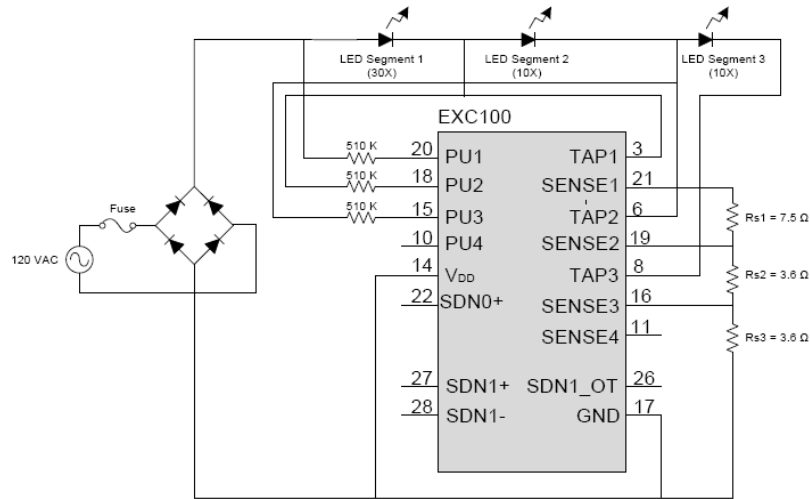 LED Segment 1
(30X)
LED Segment 2
(10X)
LED Segment 3
(10X)
EXC100
510 K
20
PU1
TAP1
3
510 K
18
PU2
SENSE1
21
510 K
15
PU3
TAP2
6
Rs1 = 7.5 Ω
Fuse
10
PU4
SENSE2
19
120 VAC
14
VDD
TAP3
8
Rs2 = 3.6 Ω
22
SDN0+
SENSE3
16
SENSE4
11
Rs3 = 3.6 Ω
27
SDN1+
SDN1_OT
26
28
SDN1-
GND
17